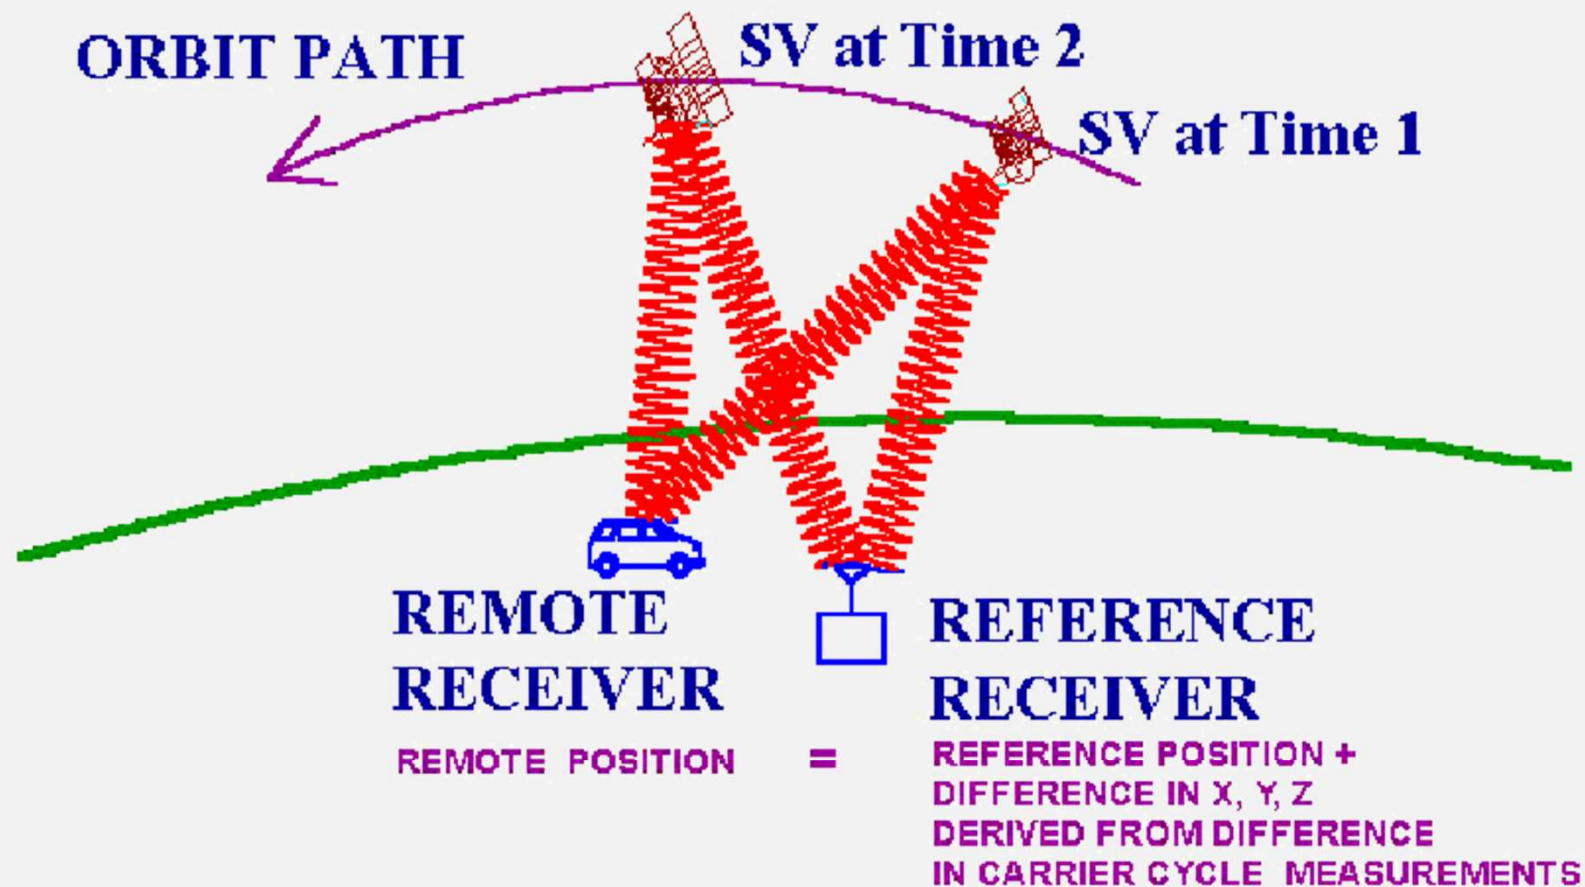 ORBIT PATH
SV at Time 2
SV at Time 1
REMOTE
RECEIVER
REFERENCE
RECEIVER
REMOTE POSITION =
REFERENCE POSITION +
DIFFERENCE IN X, Y, Z
DERIVED FROM DIFFERENCE
IN CARRIER CYCLE MEASUREMENTS